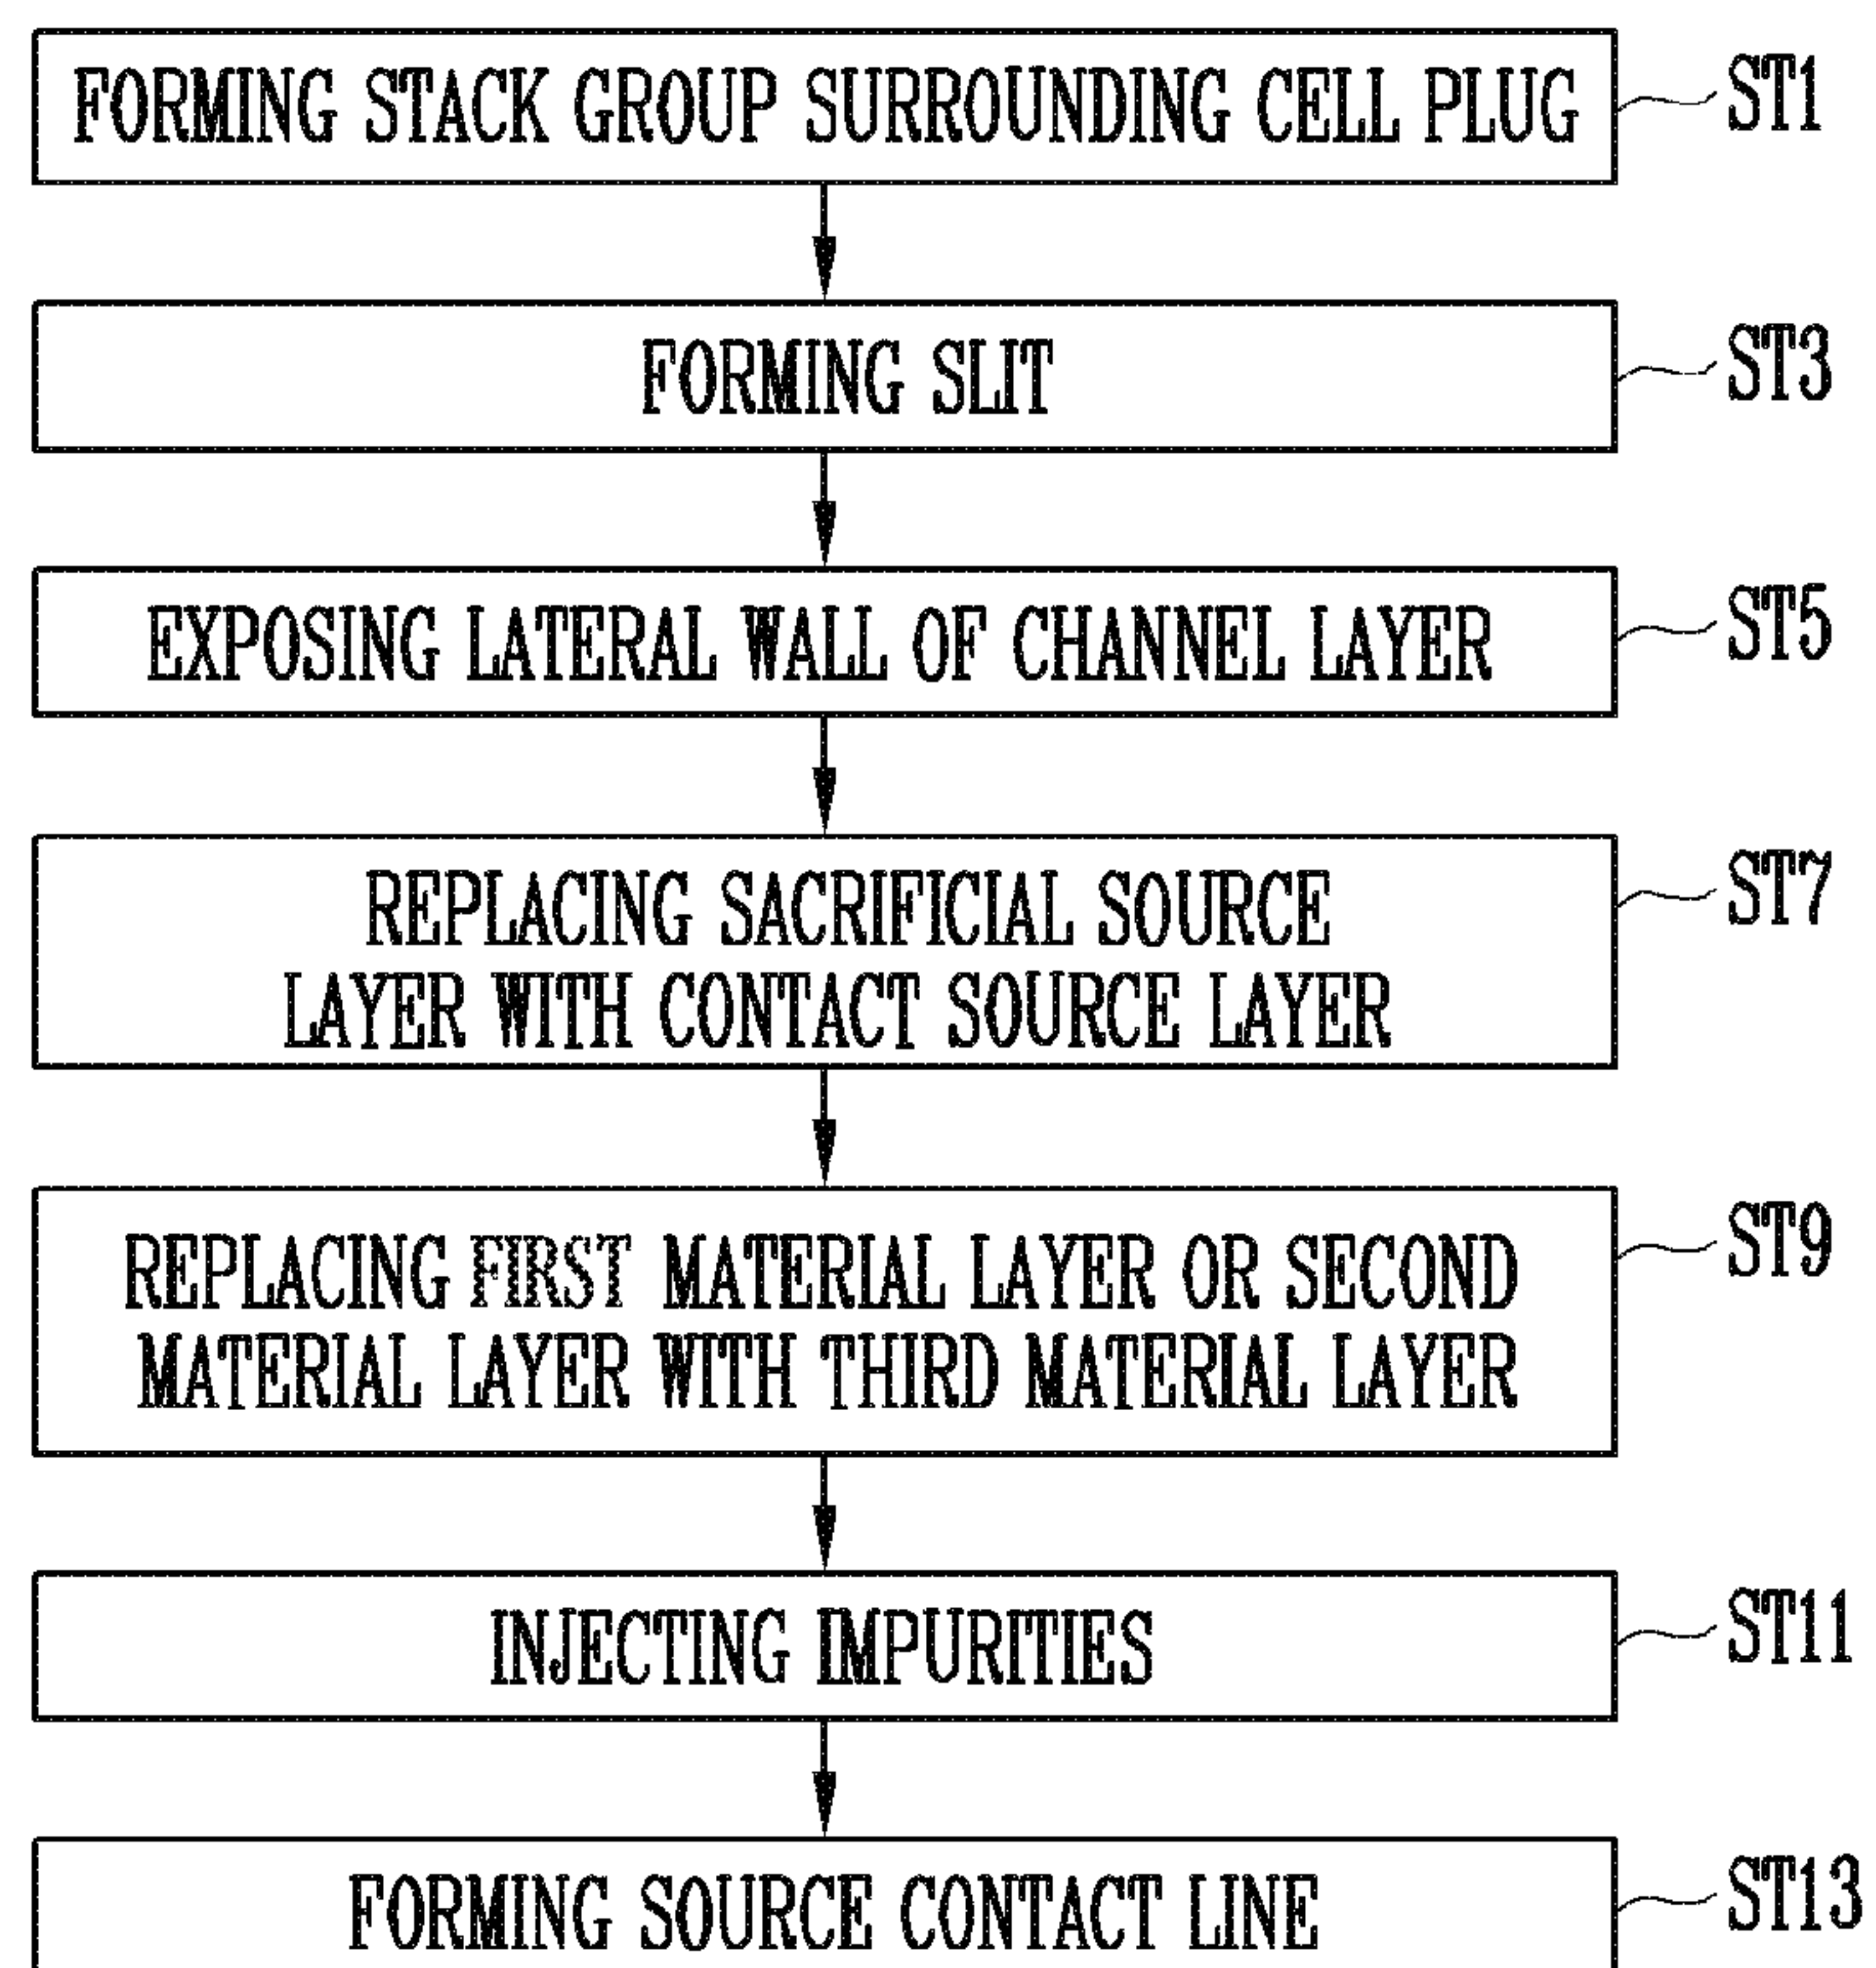 FORMING STACK GROUP SURROUNDING CELL PLUG
ST1
FORMING SLIT
ST3
EXPOSING LATERAL WALL OF CHANNEL LAYER
ST5
REPLACING SACRIFICIAL SOURCE
LAYER WITH CONTACT SOURCE LAYER
ST7
REPLACING FIRST MATERIAL LAYER OR SECOND
MATERIAL LAYER WITH THIRD MATERIAL LAYER
ST9
INJECTING IMPURITIES
ST11
FORMING SOURCE CONTACT LINE
ST13